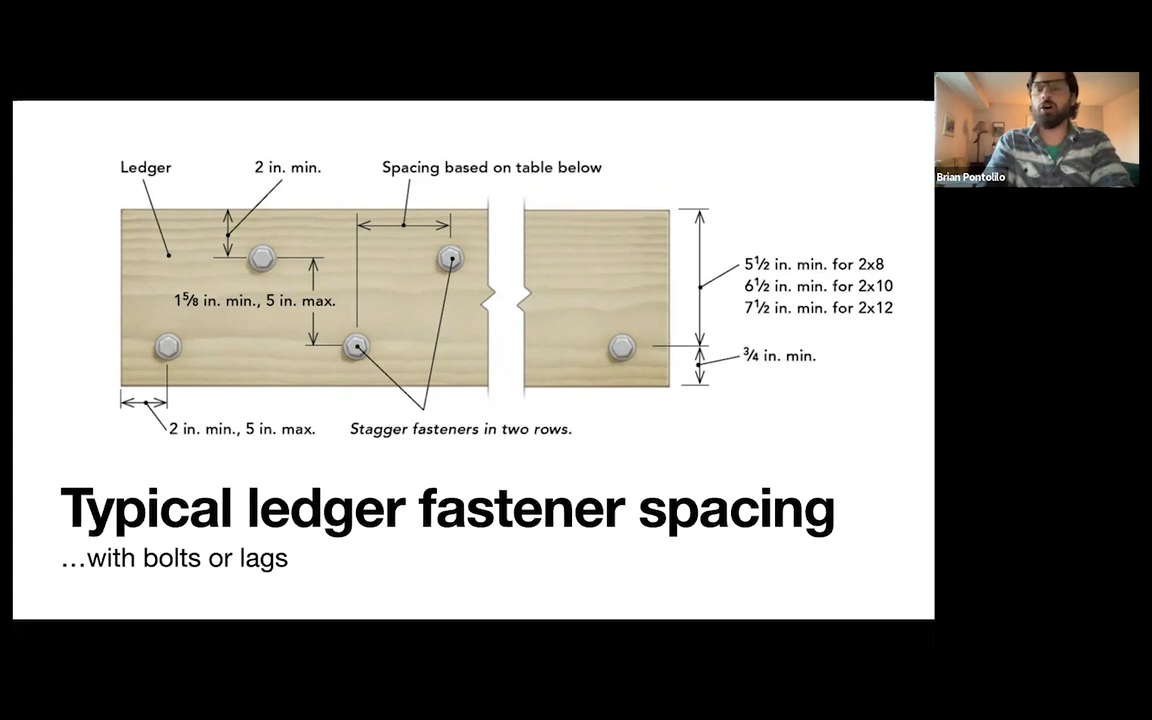 Ledger
2 in. min.
Spacing based on table below
1⅝ in. min., 5 in. max.
5½ in. min. for 2x8
6½ in. min. for 2x10
7½ in. min. for 2x12
¾ in. min.
2 in. min., 5 in. max.
Stagger fasteners in two rows.
Typical ledger fastener spacing
...with bolts or lags
Brian Pontolilo